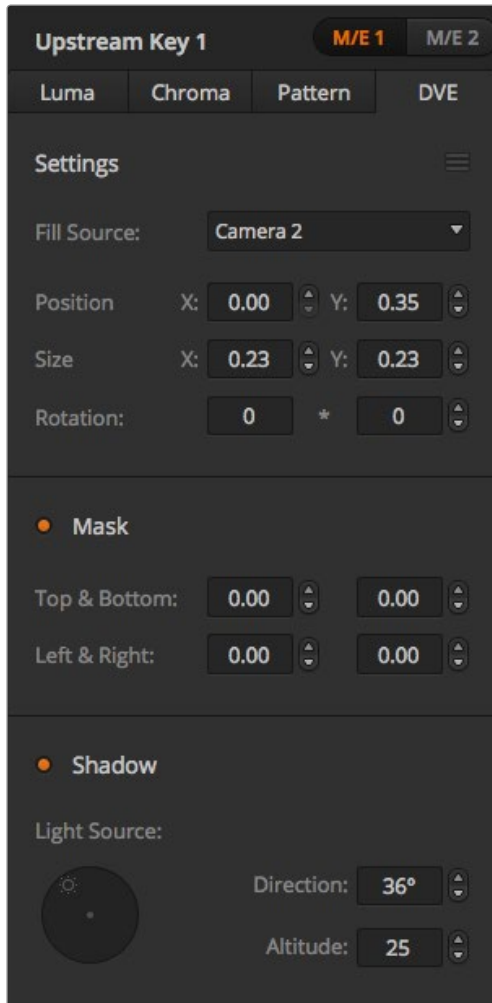 Upstream Key 1 M/E 1 M/E 2
Luma Chroma Pattern DVE
Settings
Fill Source: Camera 2
Position X: 0.00 Y: 0.35
Size X: 0.23 Y: 0.23
Rotation: 0 * 0
Mask
Top & Bottom: 0.00 0.00
Left & Right: 0.00 0.00
Shadow
Light Source:
Direction: 36°
Altitude: 25